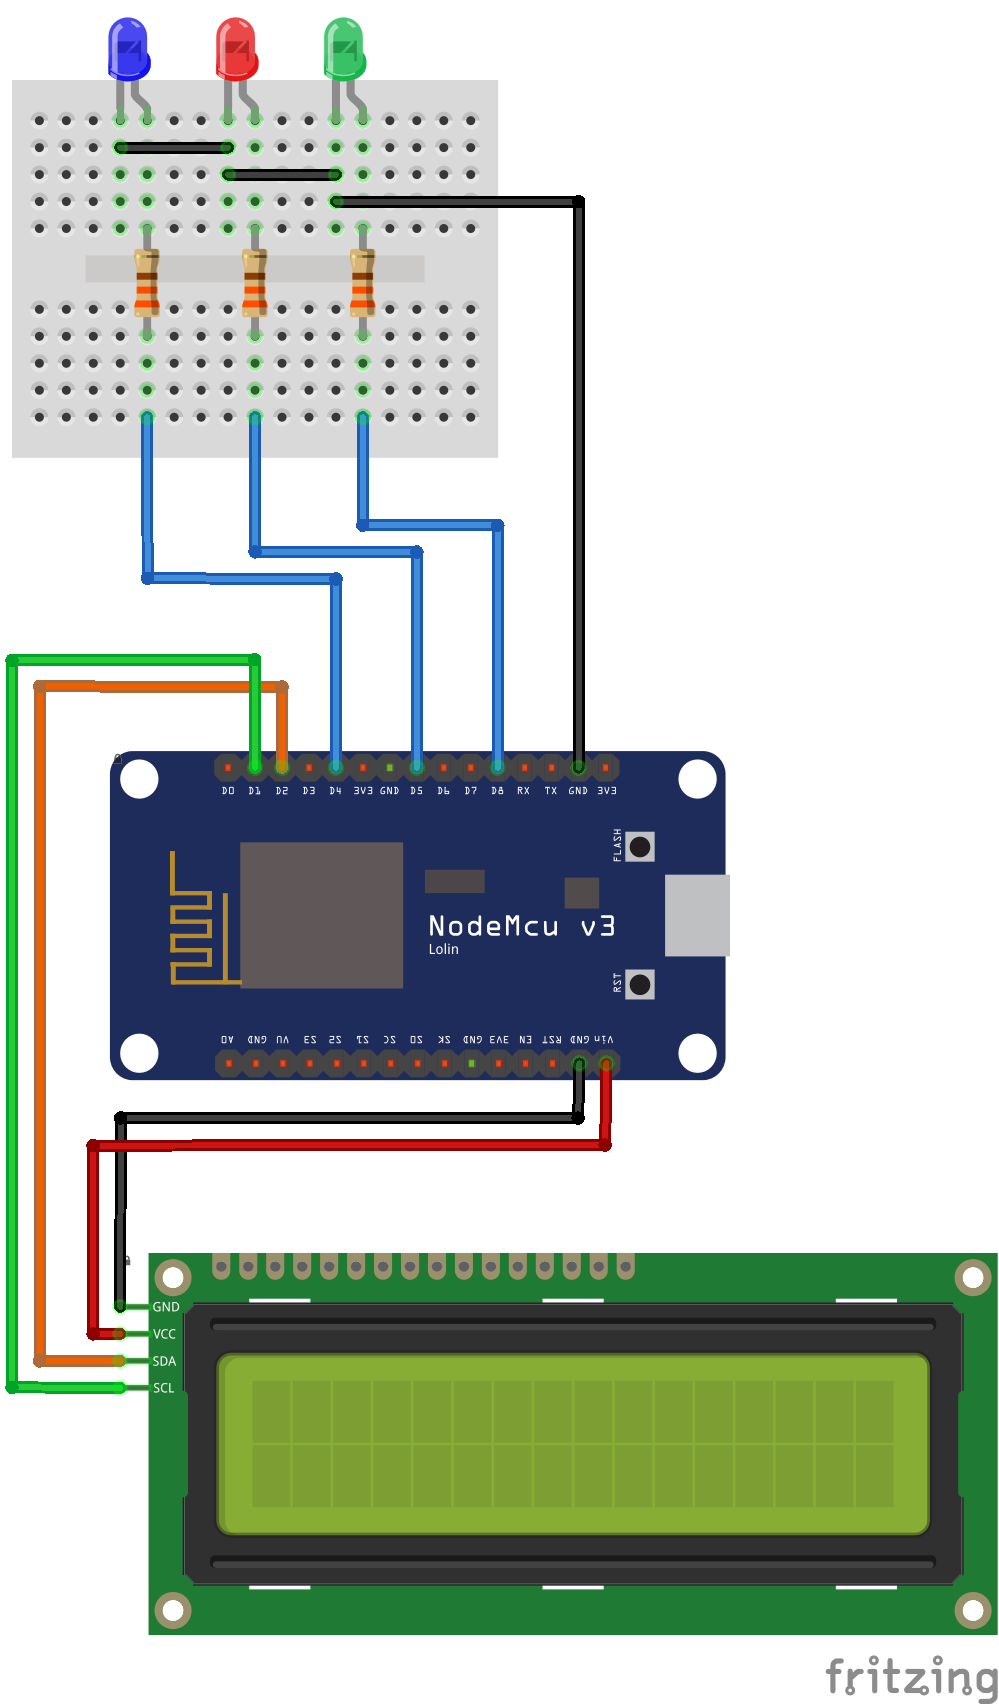 D0 D1 D2 D3 D4 3V3 GND D5 D6 D7 D8 RX TX GND 3V3
FLASH
NodeMcu v3
Lolin
RST
A0 GND VU S3 S2 S1 SC S0 SK GND 3V3 EN RST GND Vin
GND
VCC
SDA
SCL
fritzing